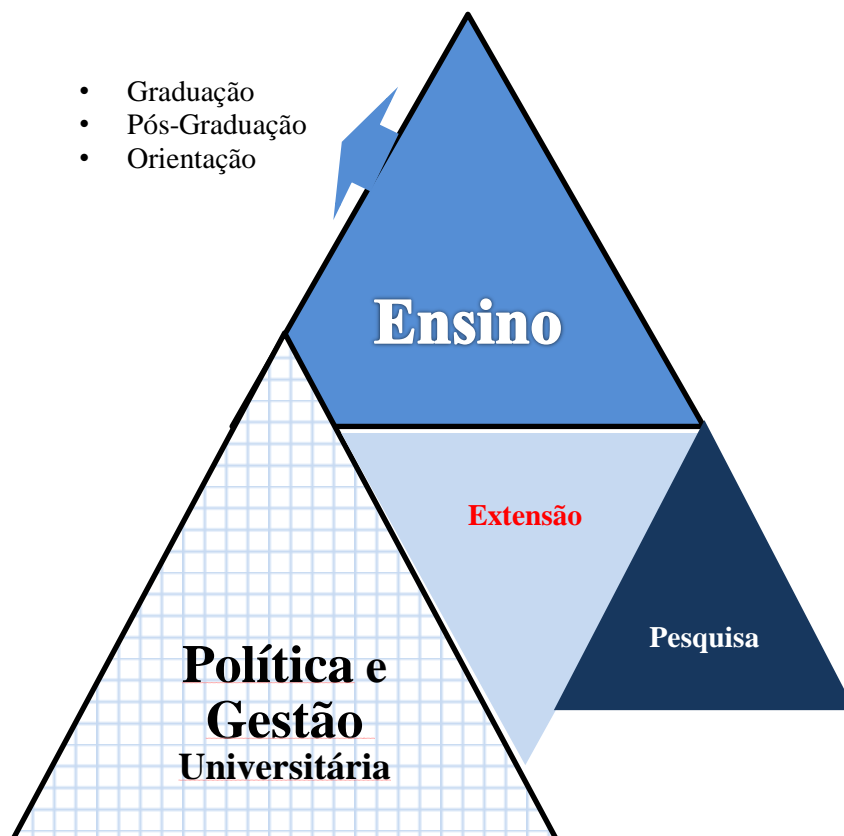 • Graduação
• Pós-Graduação
• Orientação
Ensino
Extensão
Pesquisa
Política e
Gestão
Universitária